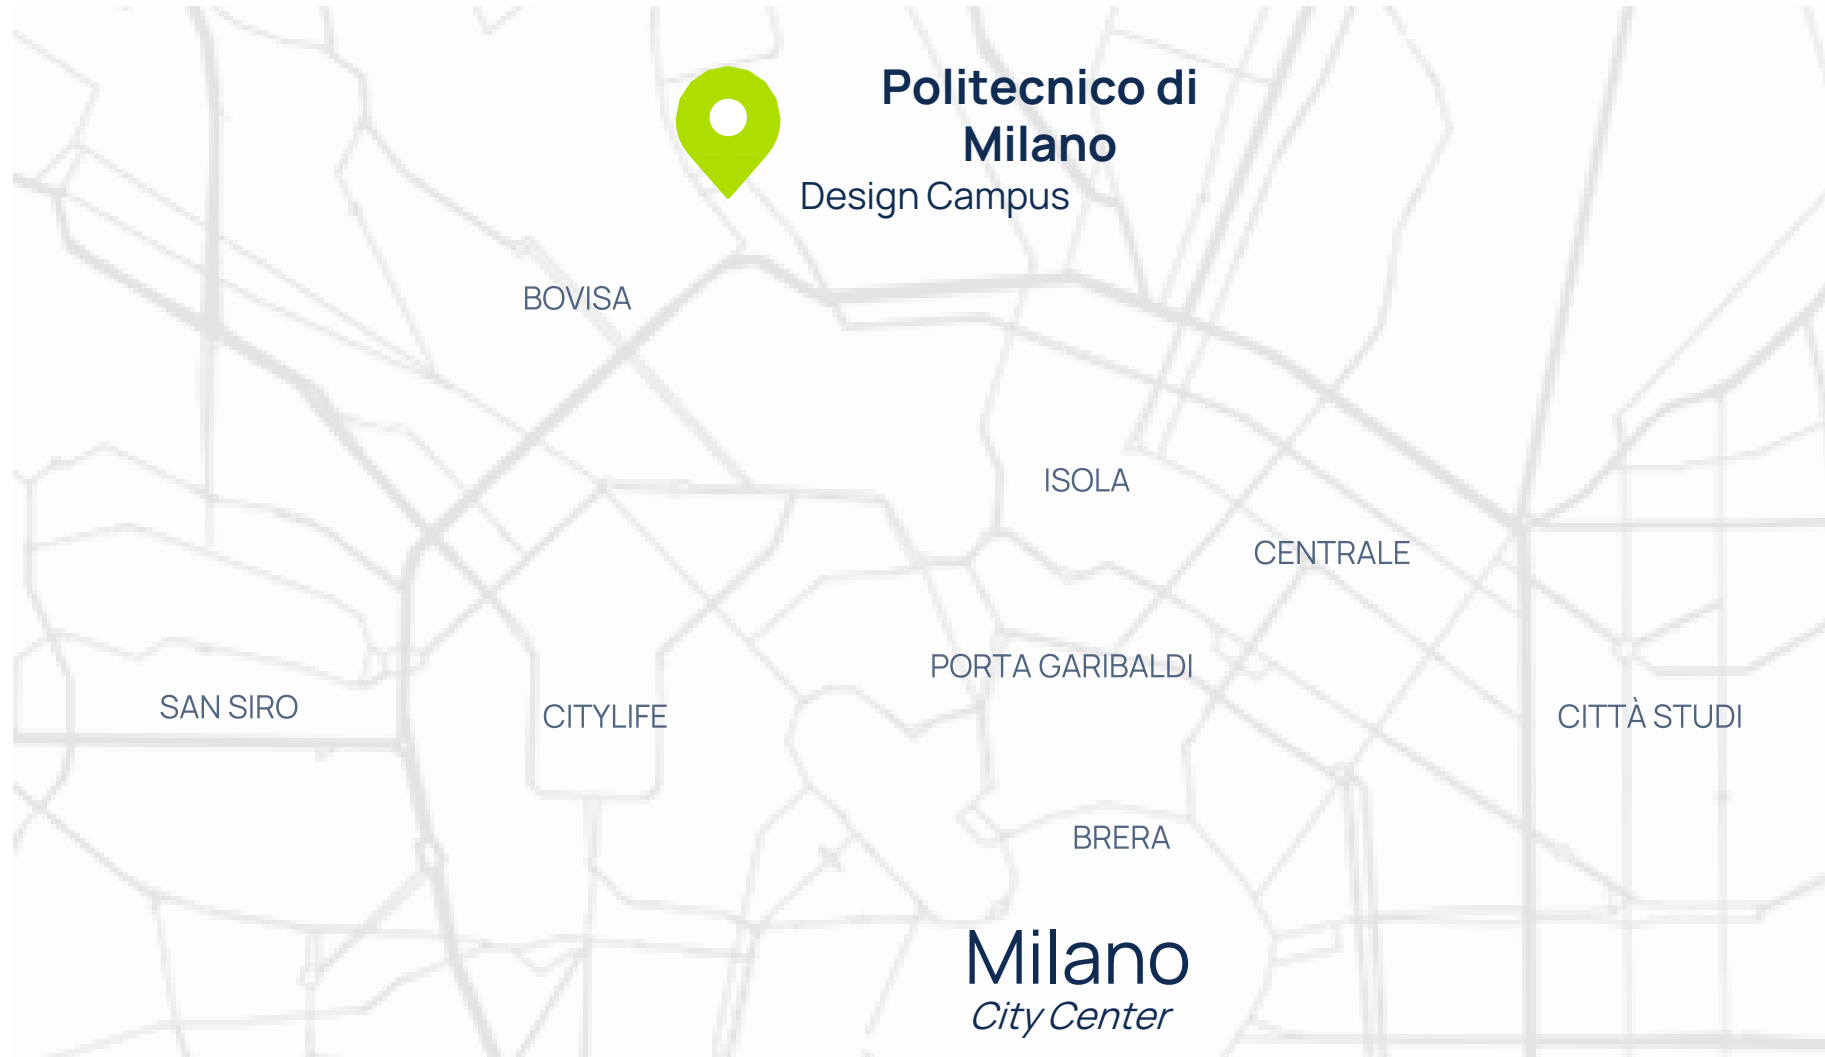 Politecnico di
Milano
Design Campus
BOVISA
ISOLA
CENTRALE
PORTA GARIBALDI
SAN SIRO
CITYLIFE
CITTÀ STUDI
BRERA
Milano
City Center